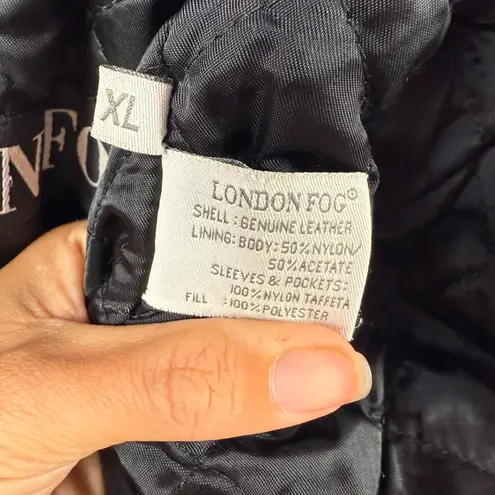 XL
NFO
LONDON FOG®
SHELL : GENUINE LEATHER
LINING: BODY: 50% NYLON/
50% ACETATE
SLEEVES & POCKETS:
100% NYLON TAFFETA
FILL : 100% POLYESTER